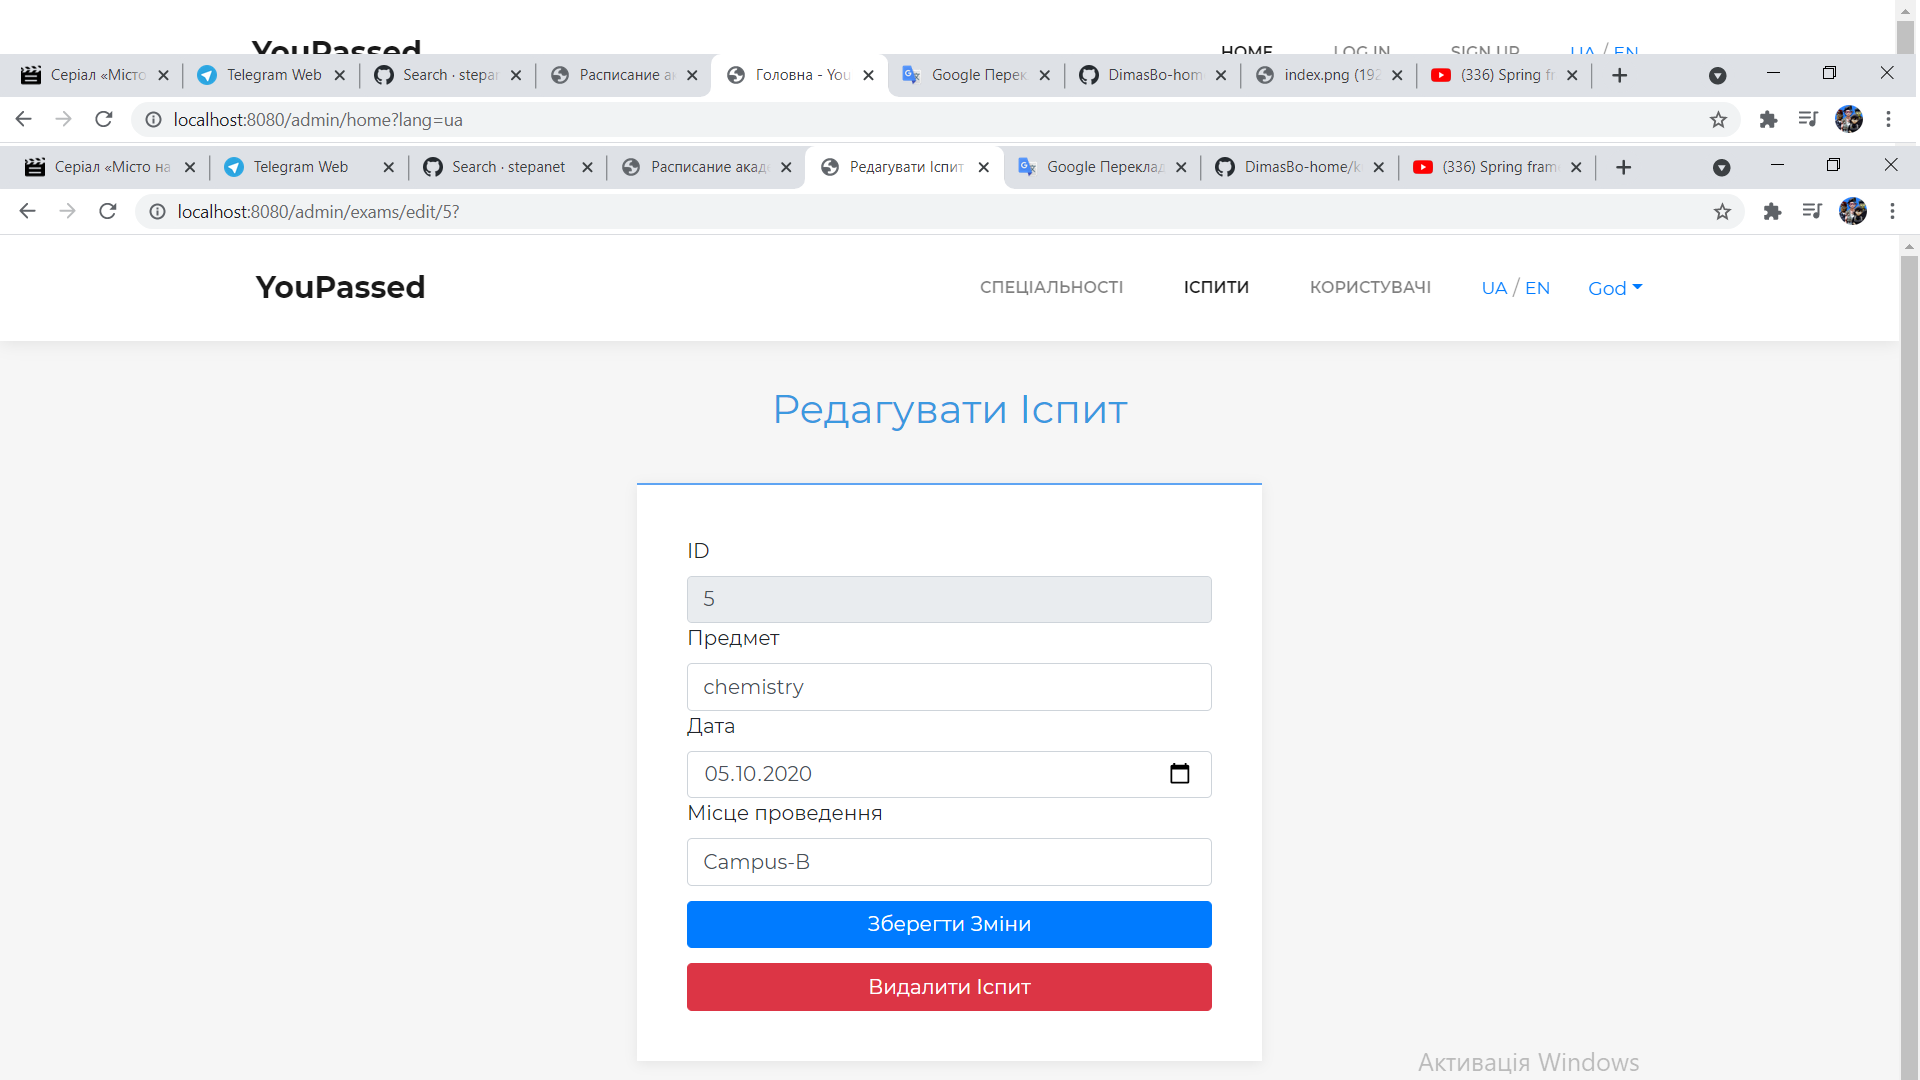 YouPassed HOME LOG IN SIGN UP UA / EN
Серіал «Місто Telegram Web Search · stepar Расписание ак Головна - You Google Перек DimasBo-hom index.png (192 (336) Spring fr
localhost:8080/admin/home?lang=ua
Серіал «Місто на Telegram Web Search · stepanet Расписание акад Редагувати Іспит Google Переклад DimasBo-home/k (336) Spring fram
localhost:8080/admin/exams/edit/5?
YouPassed СПЕЦІАЛЬНОСТІ ІСПИТИ КОРИСТУВАЧІ UA / EN God
Редагувати Іспит
ID
5
Предмет
chemistry
Дата
05.10.2020
Місце проведення
Campus-B
Зберегти Зміни
Видалити Іспит
Активація Windows